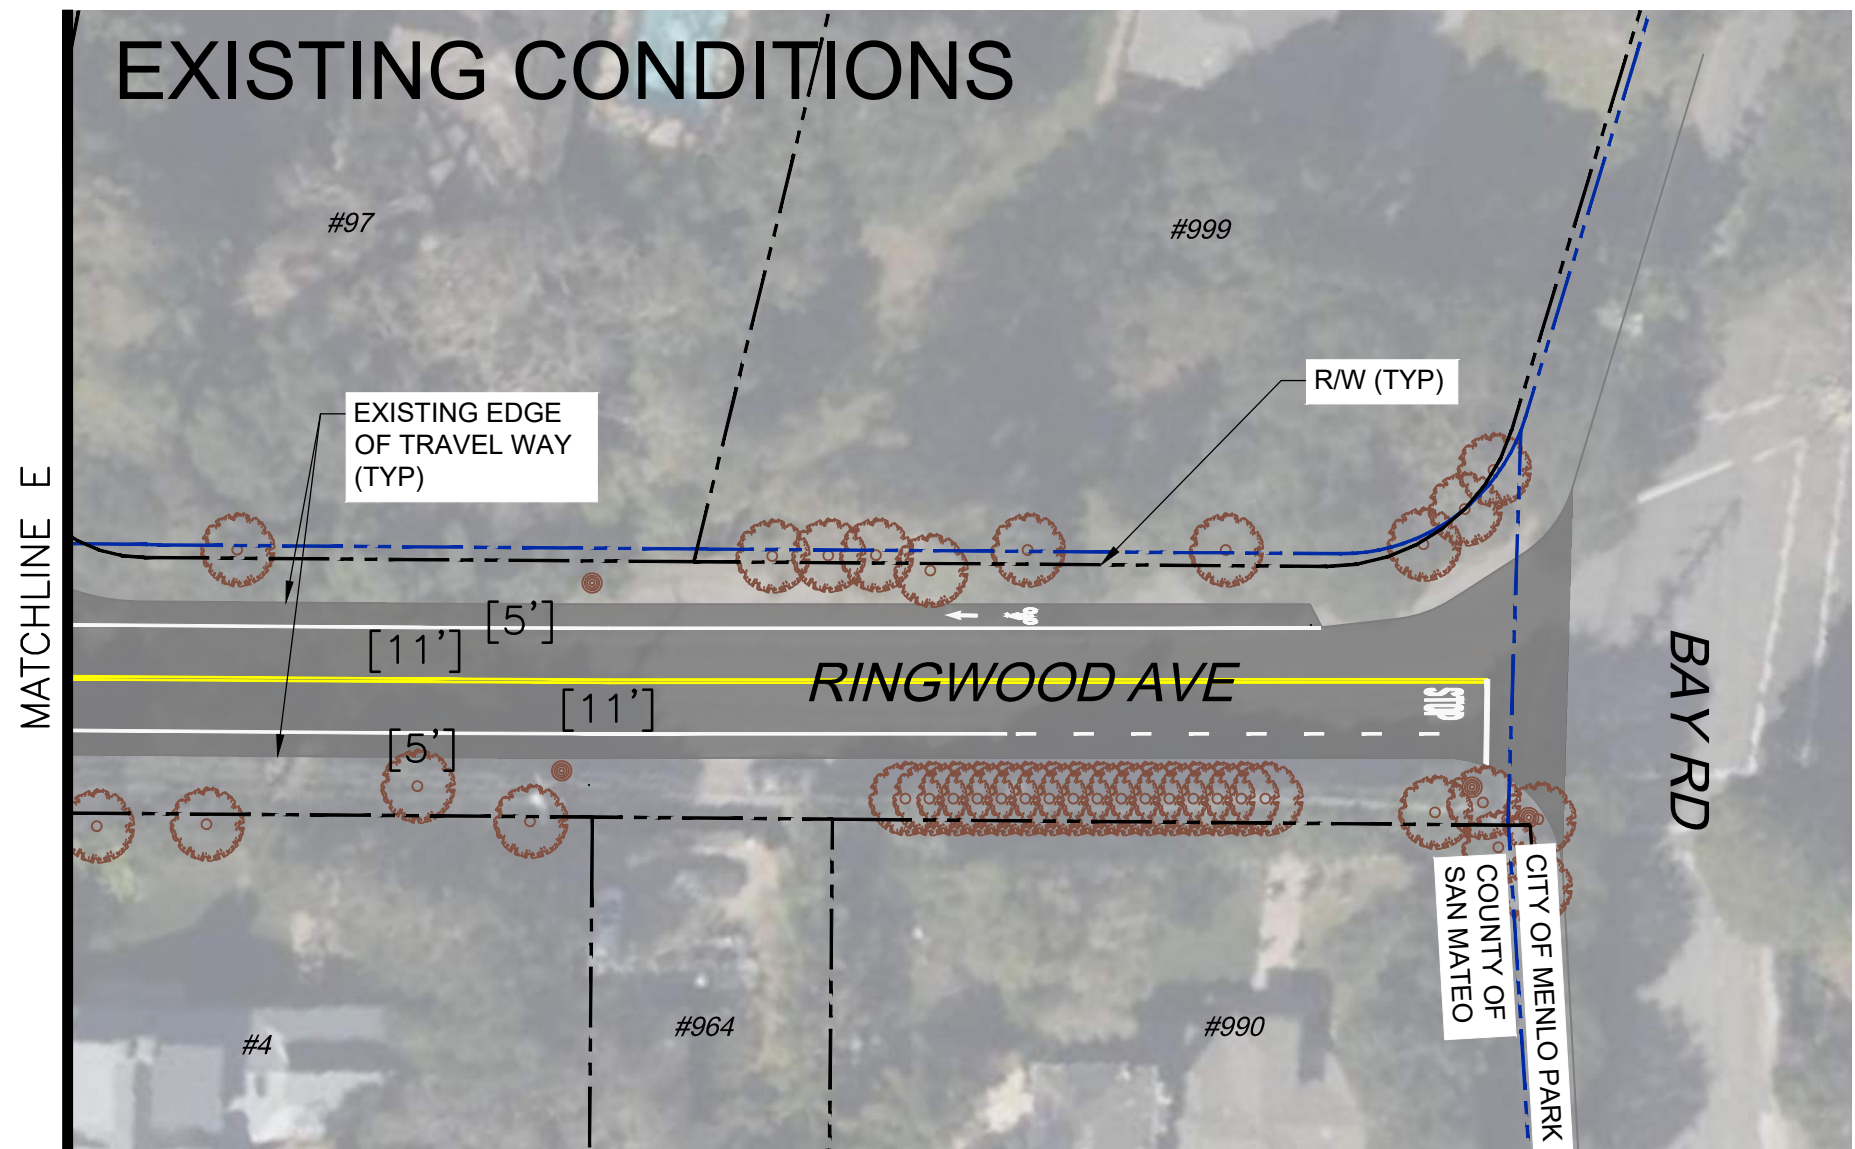 EXISTING CONDITIONS
#97
#999
R/W (TYP)
EXISTING EDGE
OF TRAVEL WAY
(TYP)
MATCHLINE E
[5']
[11']
RINGWOOD AVE
[11']
STOP
[5']
BAY RD
CITY OF MENLO PARK
COUNTY OF
SAN MATEO
#4
#964
#990